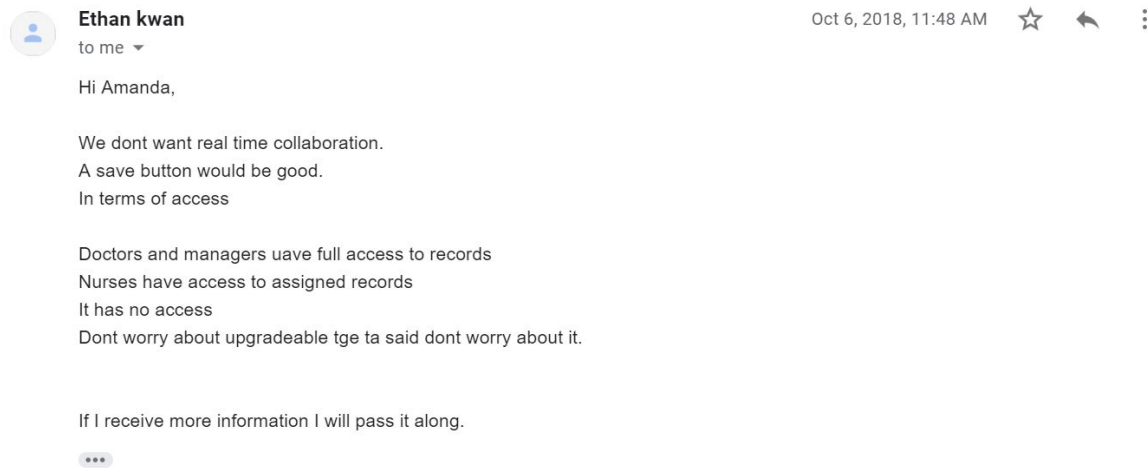 Ethan kwan
Oct 6, 2018, 11:48 AM
to me
Hi Amanda,
We dont want real time collaboration.
A save button would be good.
In terms of access
Doctors and managers uave full access to records
Nurses have access to assigned records
It has no access
Dont worry about upgradeable tge ta said dont worry about it.
If I receive more information I will pass it along.